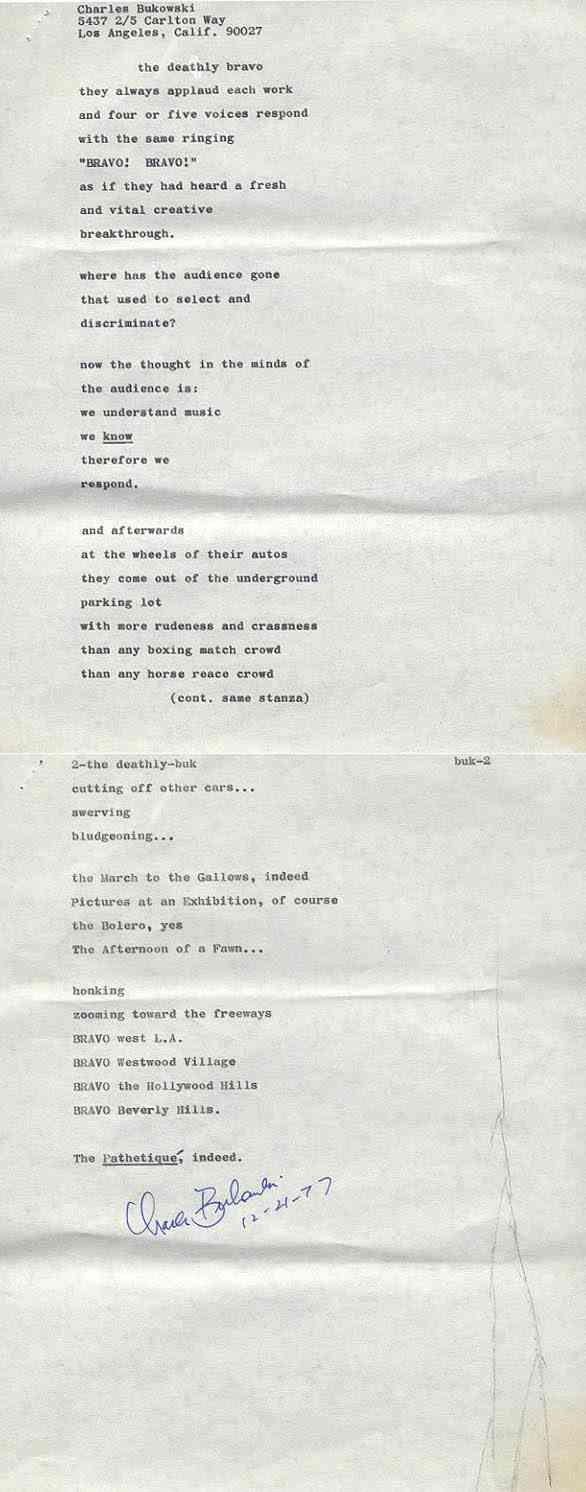 Charles Bukowski
5437 2/5 Carlton Way
Los Angeles, Calif. 90027
the deathly bravo
they always applaud each work
and four or five voices respond
with the same ringing
"BRAVO! BRAVO!"
as if they had heard a fresh
and vital creative
breakthrough.
where has the audience gone
that used to select and
discriminate?
now the thought in the minds of
the audience is:
we understand music
we know
therefore we
respond.
and afterwards
at the wheels of their autos
they come out of the underground
parking lot
with more rudeness and crassness
than any boxing match crowd
than any horse reace crowd
(cont. same stanza)
2-the deathly-buk buk-2
cutting off other cars...
swerving
bludgeoning...
the March to the Gallows, indeed
Pictures at an Exhibition, of course
the Bolero, yes
The Afternoon of a Fawn...
honking
zooming toward the freeways
BRAVO west L.A.
BRAVO Westwood Village
BRAVO the Hollywood Hills
BRAVO Beverly Hills.
The Pathetique, indeed.
Charles Bukowski
12-21-77